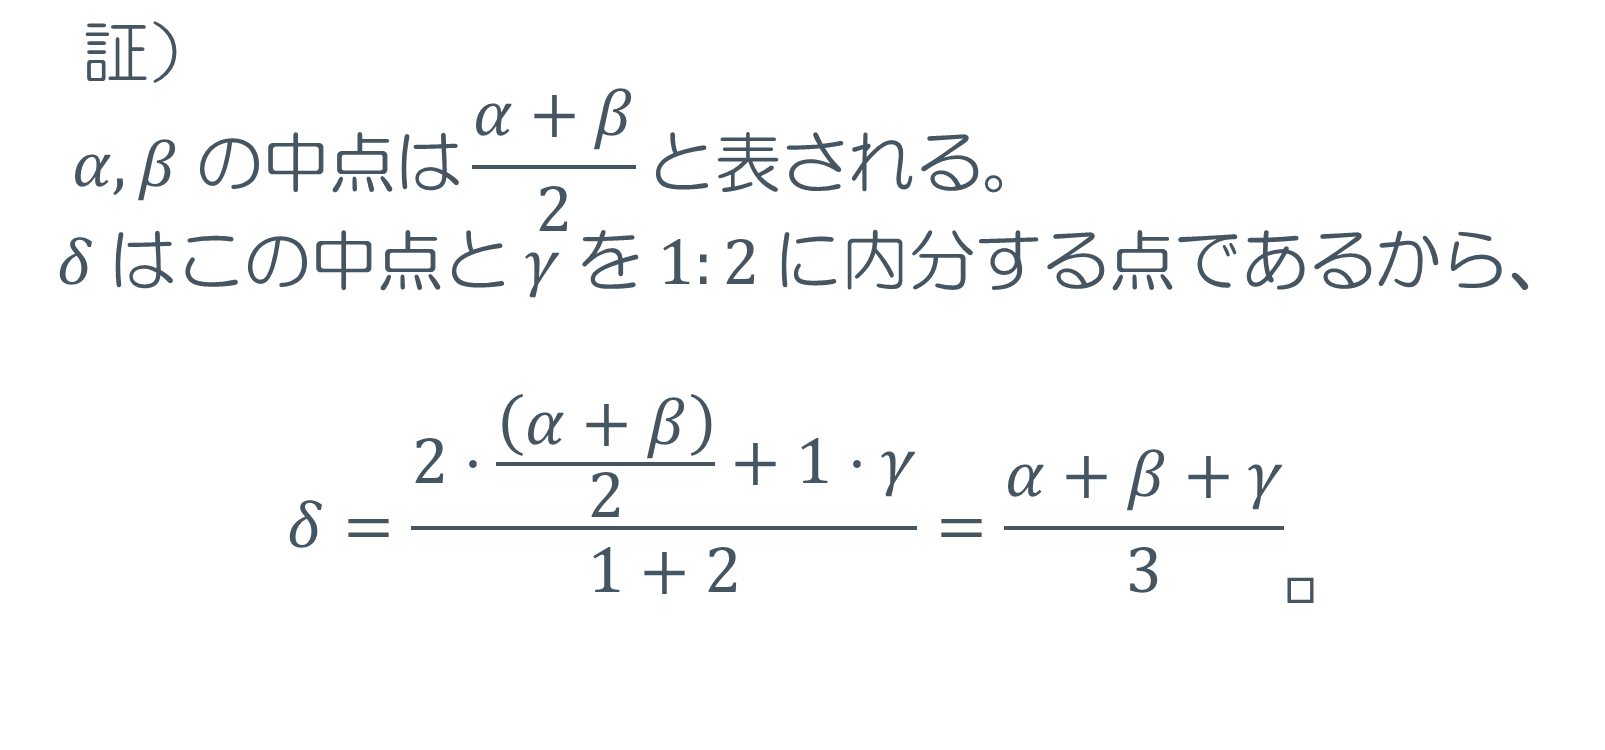 証）
α, β の中点は (α + β)/2 と表される。
δ はこの中点と γ を 1: 2 に内分する点であるから、
δ = (2 · (α + β)/2 + 1 · γ)/(1 + 2) = (α + β + γ)/3 □